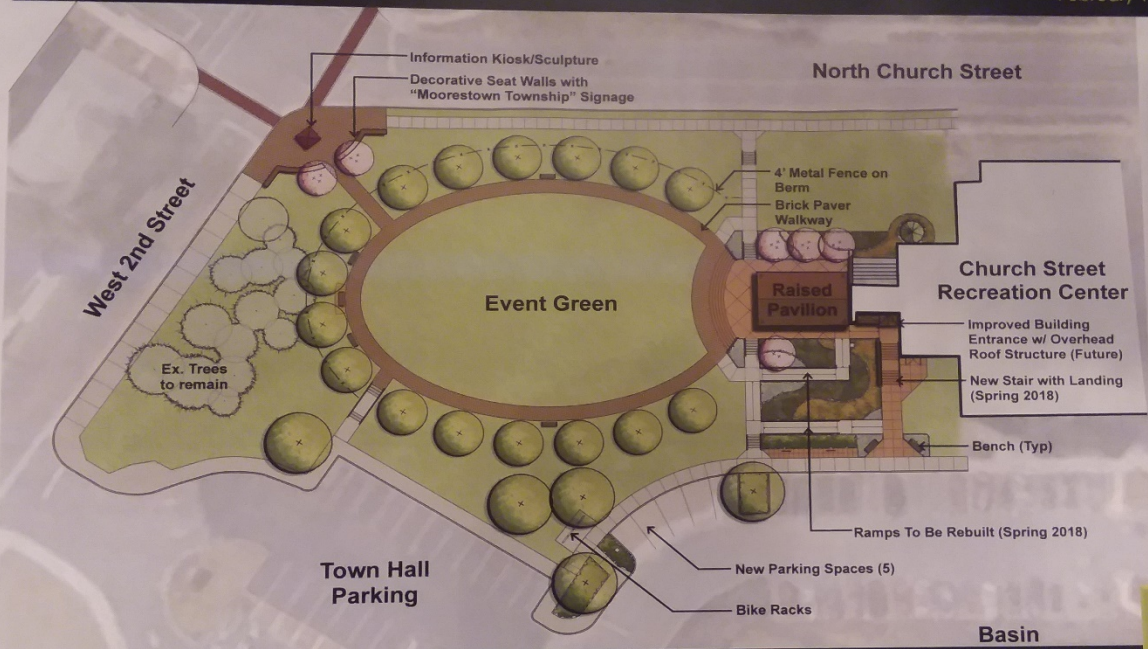 Information Kiosk/Sculpture
Decorative Seat Walls with
"Moorestown Township" Signage
North Church Street
4' Metal Fence on
Berm
Brick Paver
Walkway
West 2nd Street
Event Green
Raised
Pavilion
Church Street
Recreation Center
Improved Building
Entrance w/ Overhead
Roof Structure (Future)
New Stair with Landing
(Spring 2018)
Ex. Trees
to remain
Bench (Typ)
Ramps To Be Rebuilt (Spring 2018)
Town Hall
Parking
New Parking Spaces (5)
Bike Racks
Basin